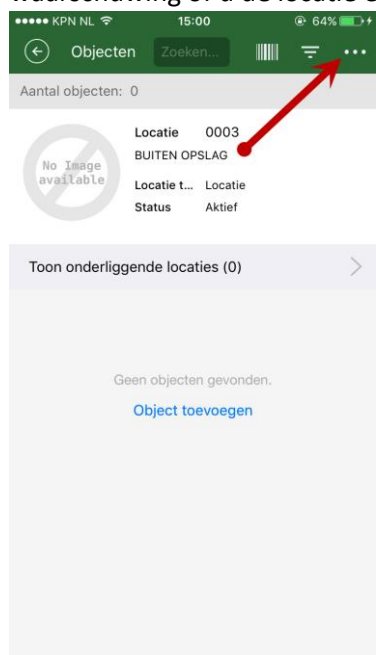 ●●●●● KPN NL 15:00 64%
Objecten Zoeken...
Aantal objecten: 0
No Image available
Locatie 0003
BUITEN OPSLAG
Locatie t... Locatie
Status Aktief
Toon onderliggende locaties (0)
Geen objecten gevonden.
Object toevoegen